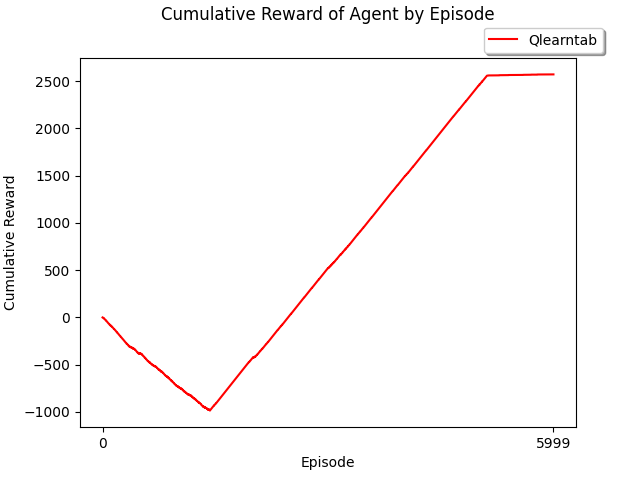 Cumulative Reward of Agent by Episode
Qlearntab
2500
2000
1500
1000
500
0
−500
−1000
Cumulative Reward
0
5999
Episode